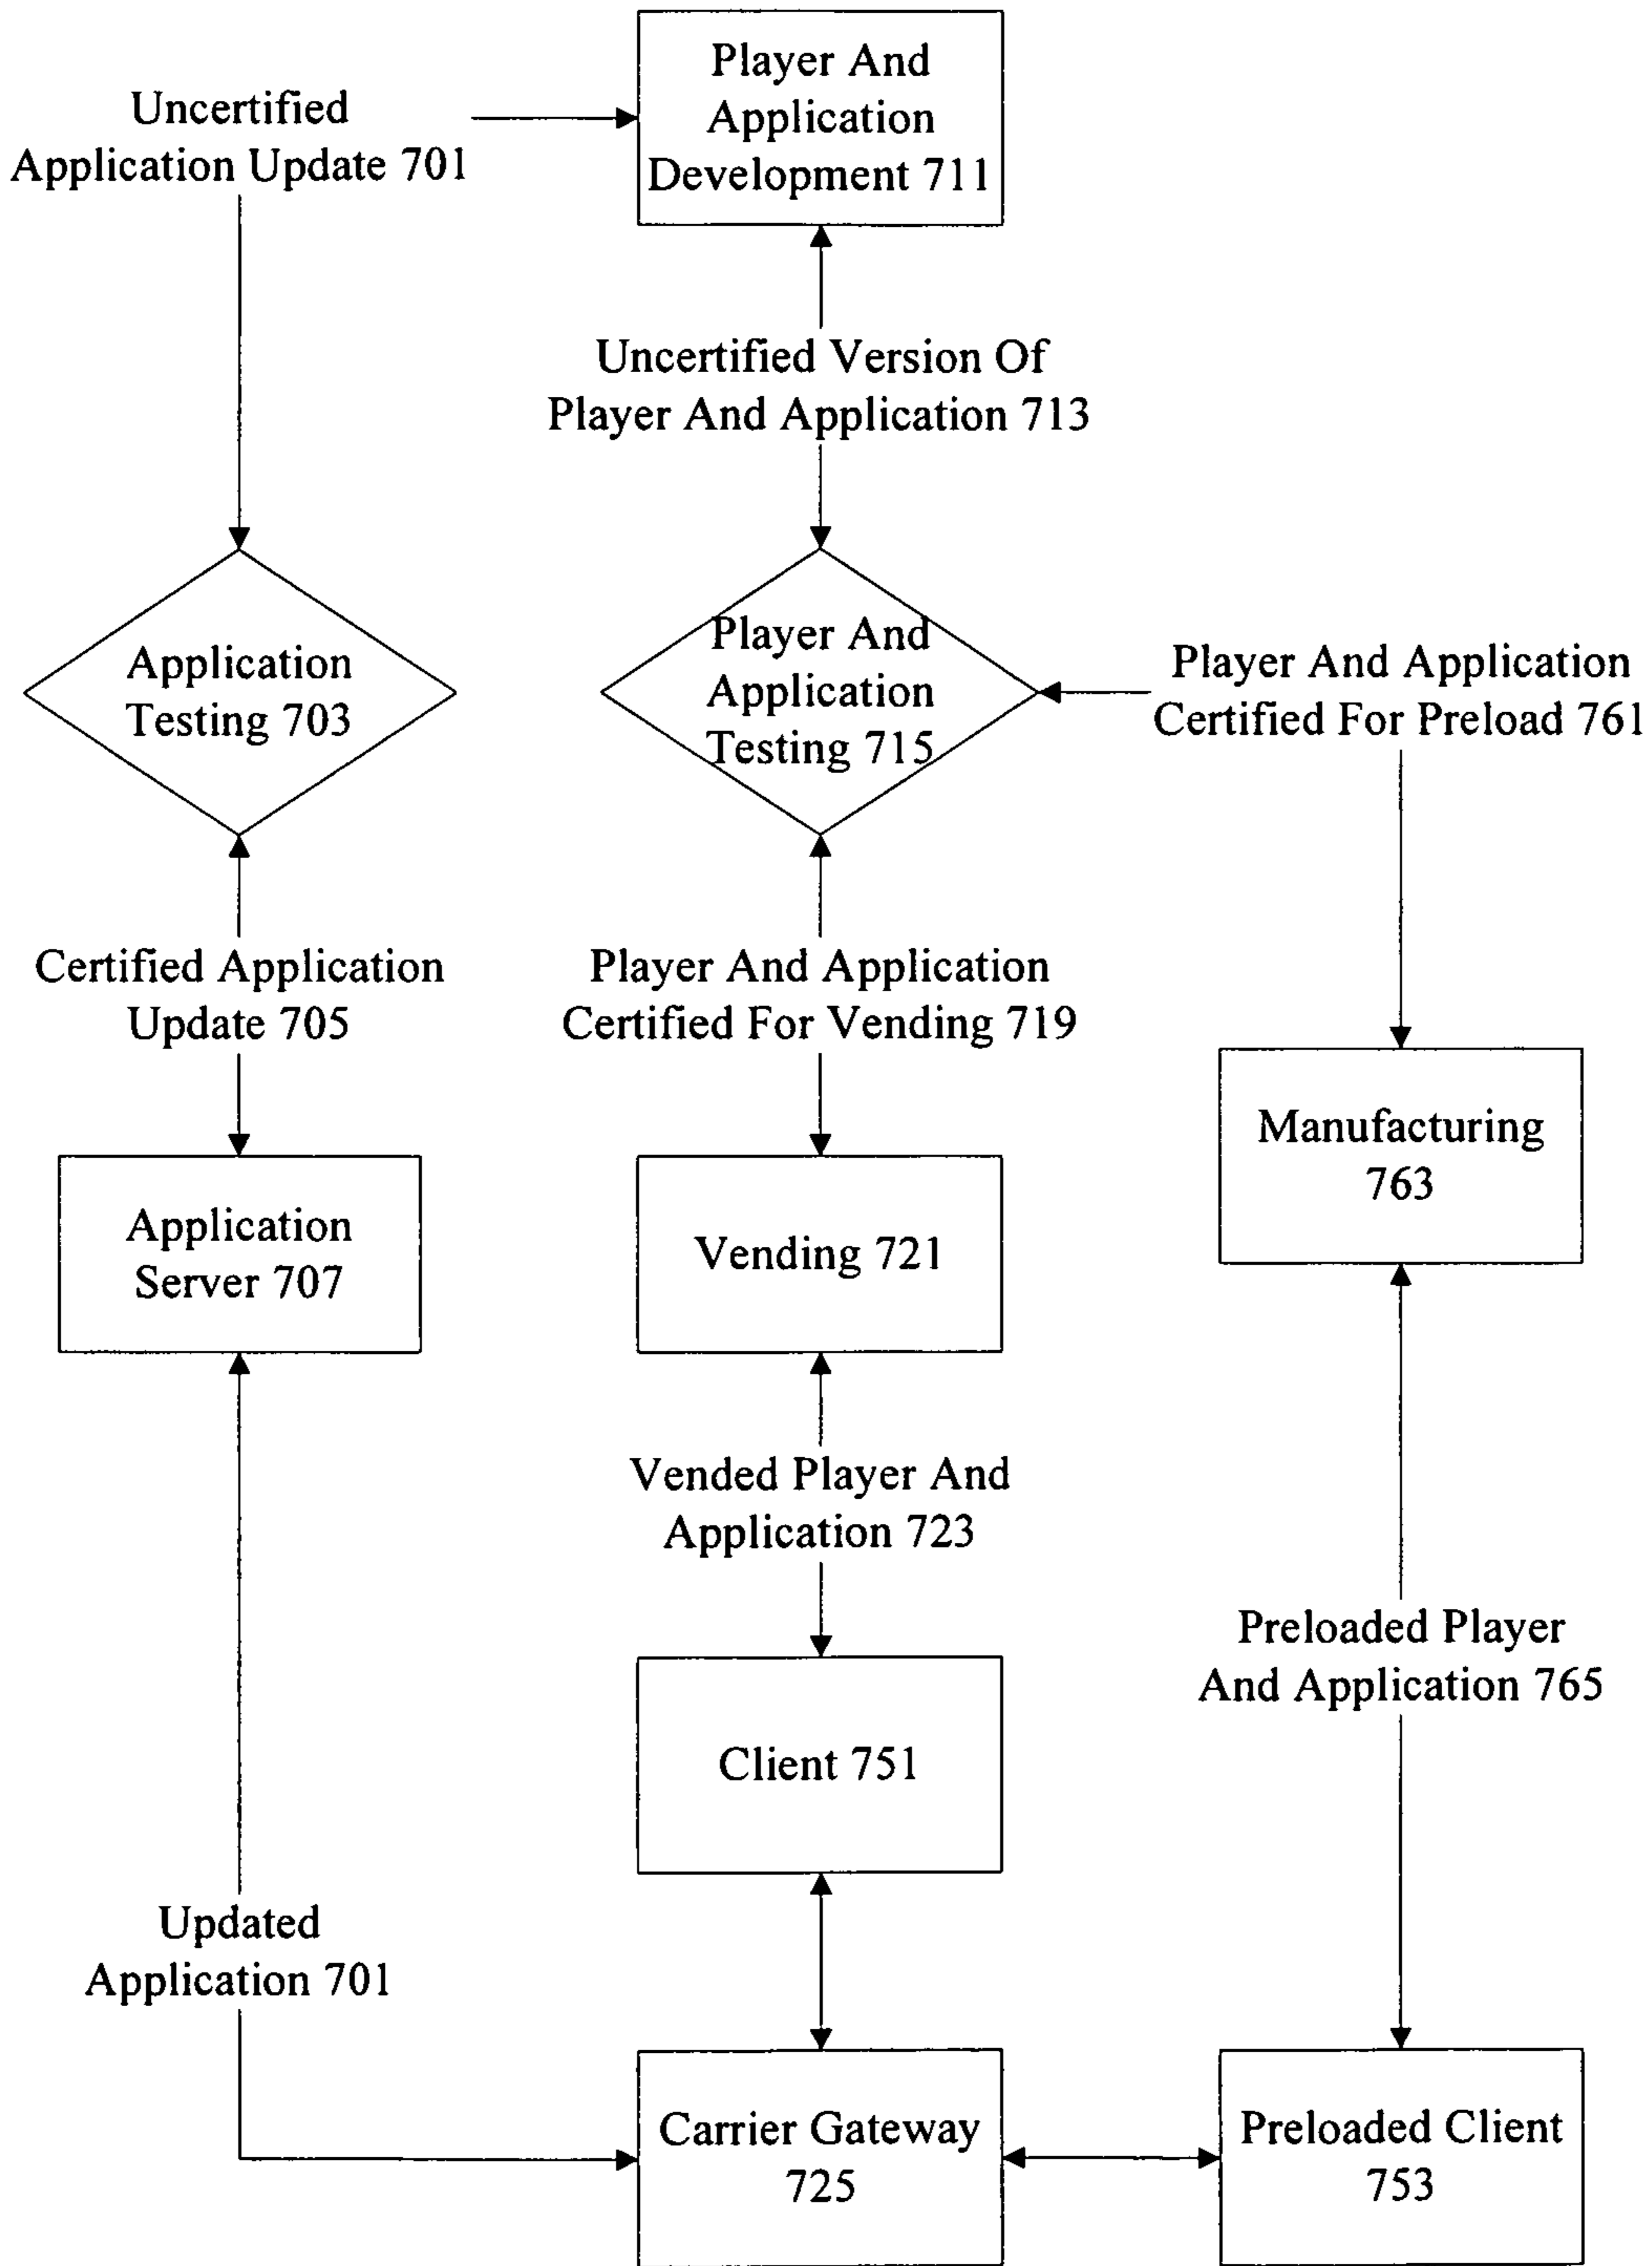 Player And
Application
Development 711
Uncertified
Application Update 701
Uncertified Version Of
Player And Application 713
Application
Testing 703
Player And
Application
Testing 715
Player And Application
Certified For Preload 761
Certified Application
Update 705
Player And Application
Certified For Vending 719
Manufacturing
763
Application
Server 707
Vending 721
Vended Player And
Application 723
Preloaded Player
And Application 765
Client 751
Updated
Application 701
Carrier Gateway
725
Preloaded Client
753